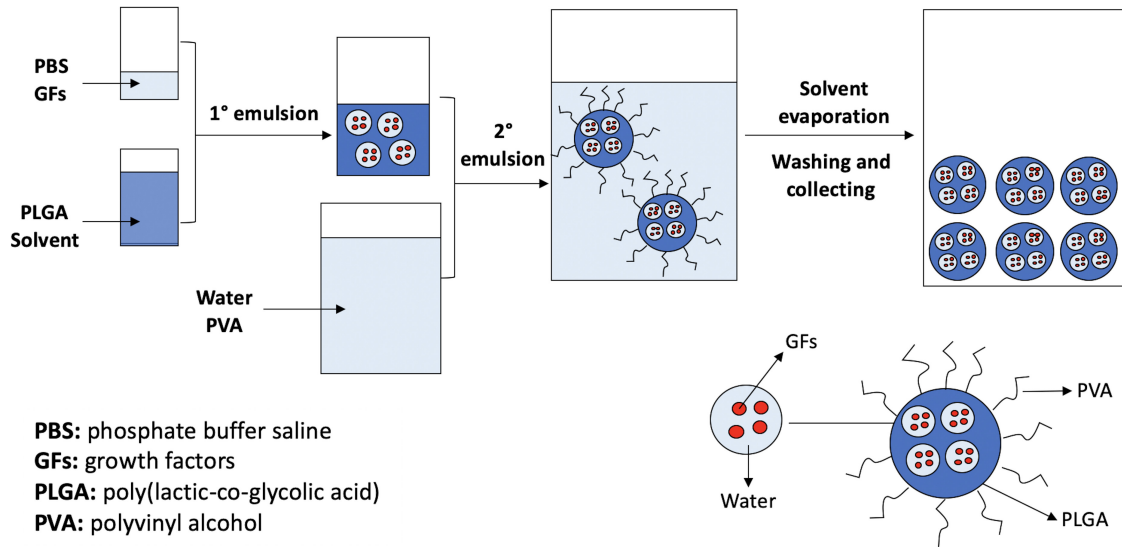 PBS
GFs
1° emulsion
PLGA
Solvent
2°
emulsion
Water
PVA
Solvent
evaporation
Washing and
collecting
GFs
Water
PVA
PLGA
PBS: phosphate buffer saline
GFs: growth factors
PLGA: poly(lactic-co-glycolic acid)
PVA: polyvinyl alcohol